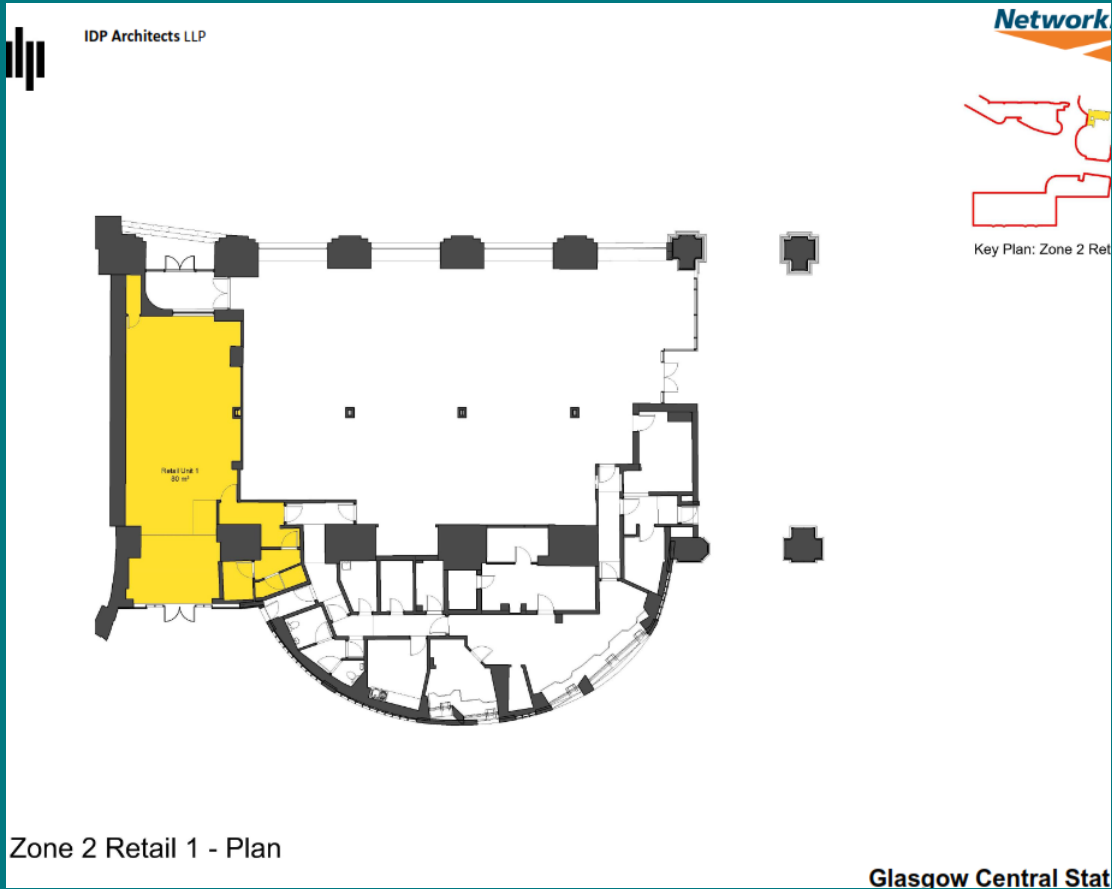 IDP Architects LLP
Network
Key Plan: Zone 2 Ret
Retail Unit 1
80 m²
Zone 2 Retail 1 - Plan
Glasgow Central Stat